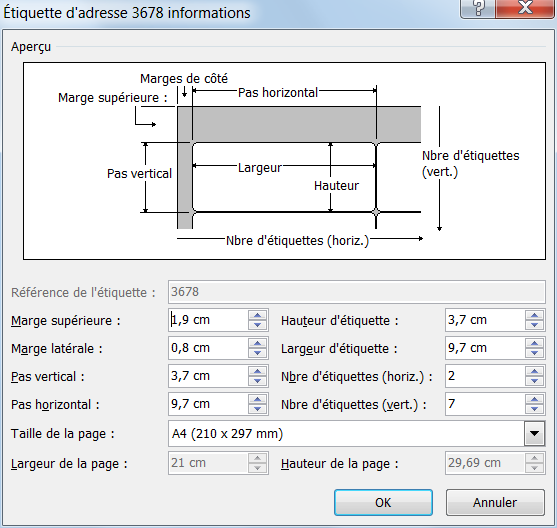 Étiquette d'adresse 3678 informations
Aperçu
Marges de côté
Marge supérieure :
Pas horizontal
Pas vertical
Largeur
Hauteur
Nbre d'étiquettes
(vert.)
Nbre d'étiquettes (horiz.)
Référence de l'étiquette : 3678
Marge supérieure : 1,9 cm Hauteur d'étiquette : 3,7 cm
Marge latérale : 0,8 cm Largeur d'étiquette : 9,7 cm
Pas vertical : 3,7 cm Nbre d'étiquettes (horiz.) : 2
Pas horizontal : 9,7 cm Nbre d'étiquettes (vert.) : 7
Taille de la page : A4 (210 x 297 mm)
Largeur de la page : 21 cm Hauteur de la page : 29,69 cm
OK Annuler